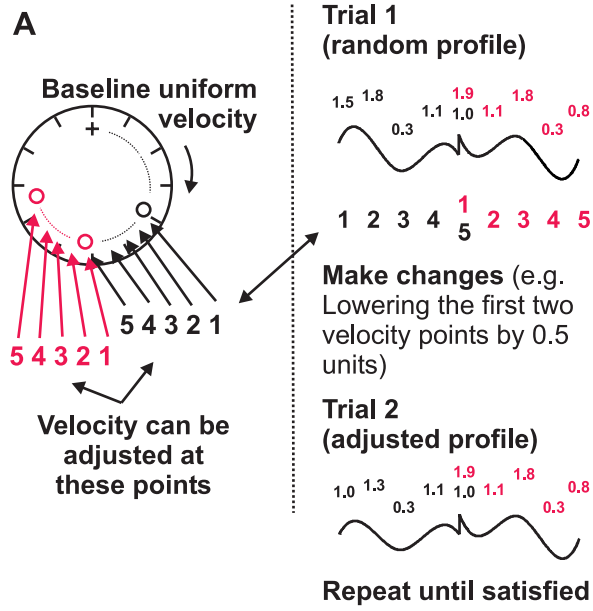 A
Baseline uniform
velocity
+
5 4 3 2 1
5 4 3 2 1
Velocity can be
adjusted at
these points
Trial 1
(random profile)
1.5 1.8 0.3 1.1 1.9 1.0 1.1 1.8 0.3 0.8
1 2 3 4 1 5 2 3 4 5
Make changes (e.g.
Lowering the first two
velocity points by 0.5
units)
Trial 2
(adjusted profile)
1.0 1.3 0.3 1.1 1.9 1.0 1.1 1.8 0.3 0.8
Repeat until satisfied